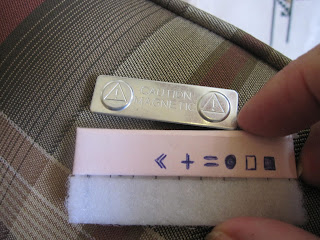 CAUTION
MAGNETIC
« + = ● □ ■